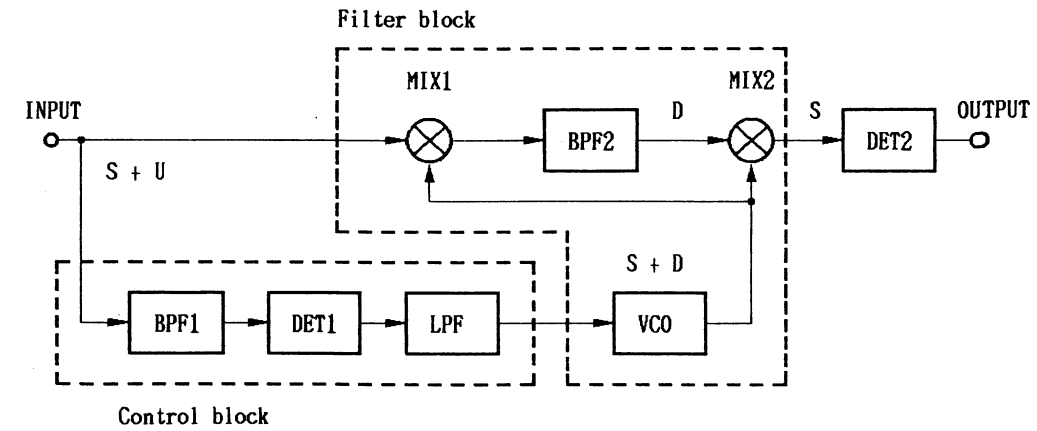 Filter block
MIX1
MIX2
INPUT
D
S
OUTPUT
BPF2
DET2
S + U
S + D
BPF1
DET1
LPF
VCO
Control block